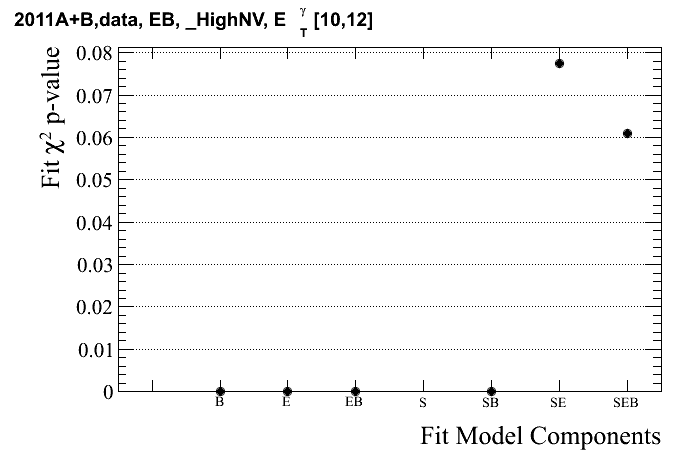 2011A+B,data, EB, _HighNV, E γ T [10,12]
Fit χ² p-value
0.08
0.07
0.06
0.05
0.04
0.03
0.02
0.01
0
B E EB S SB SE SEB
Fit Model Components